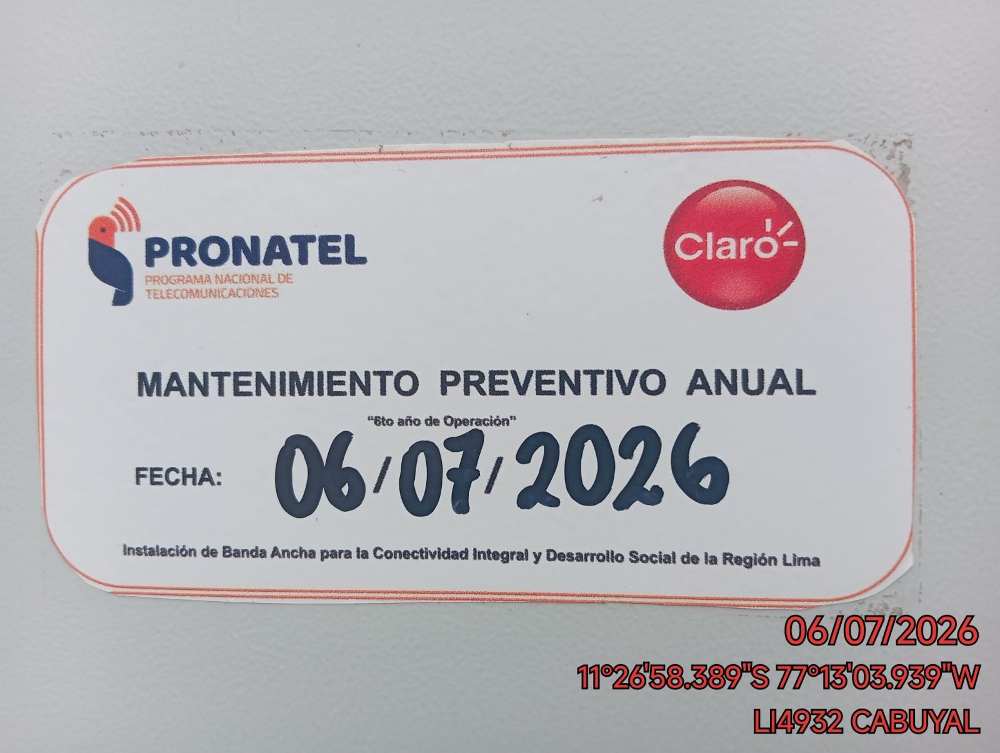 PRONATEL
PROGRAMA NACIONAL DE
TELECOMUNICACIONES
Claro
MANTENIMIENTO PREVENTIVO ANUAL
"6to año de Operación"
FECHA: 06/07/2026
Instalación de Banda Ancha para la Conectividad Integral y Desarrollo Social de la Región Lima
06/07/2026
11°26'58.389"S 77°13'03.939"W
LI4932 CABUYAL